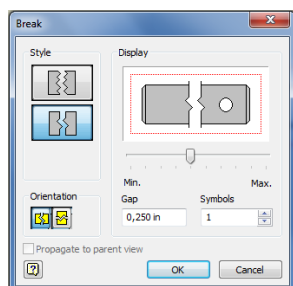 Break
Style
Display
Min.
Max.
Orientation
Gap
Symbols
0,250 in
1
Propagate to parent view
?
OK
Cancel